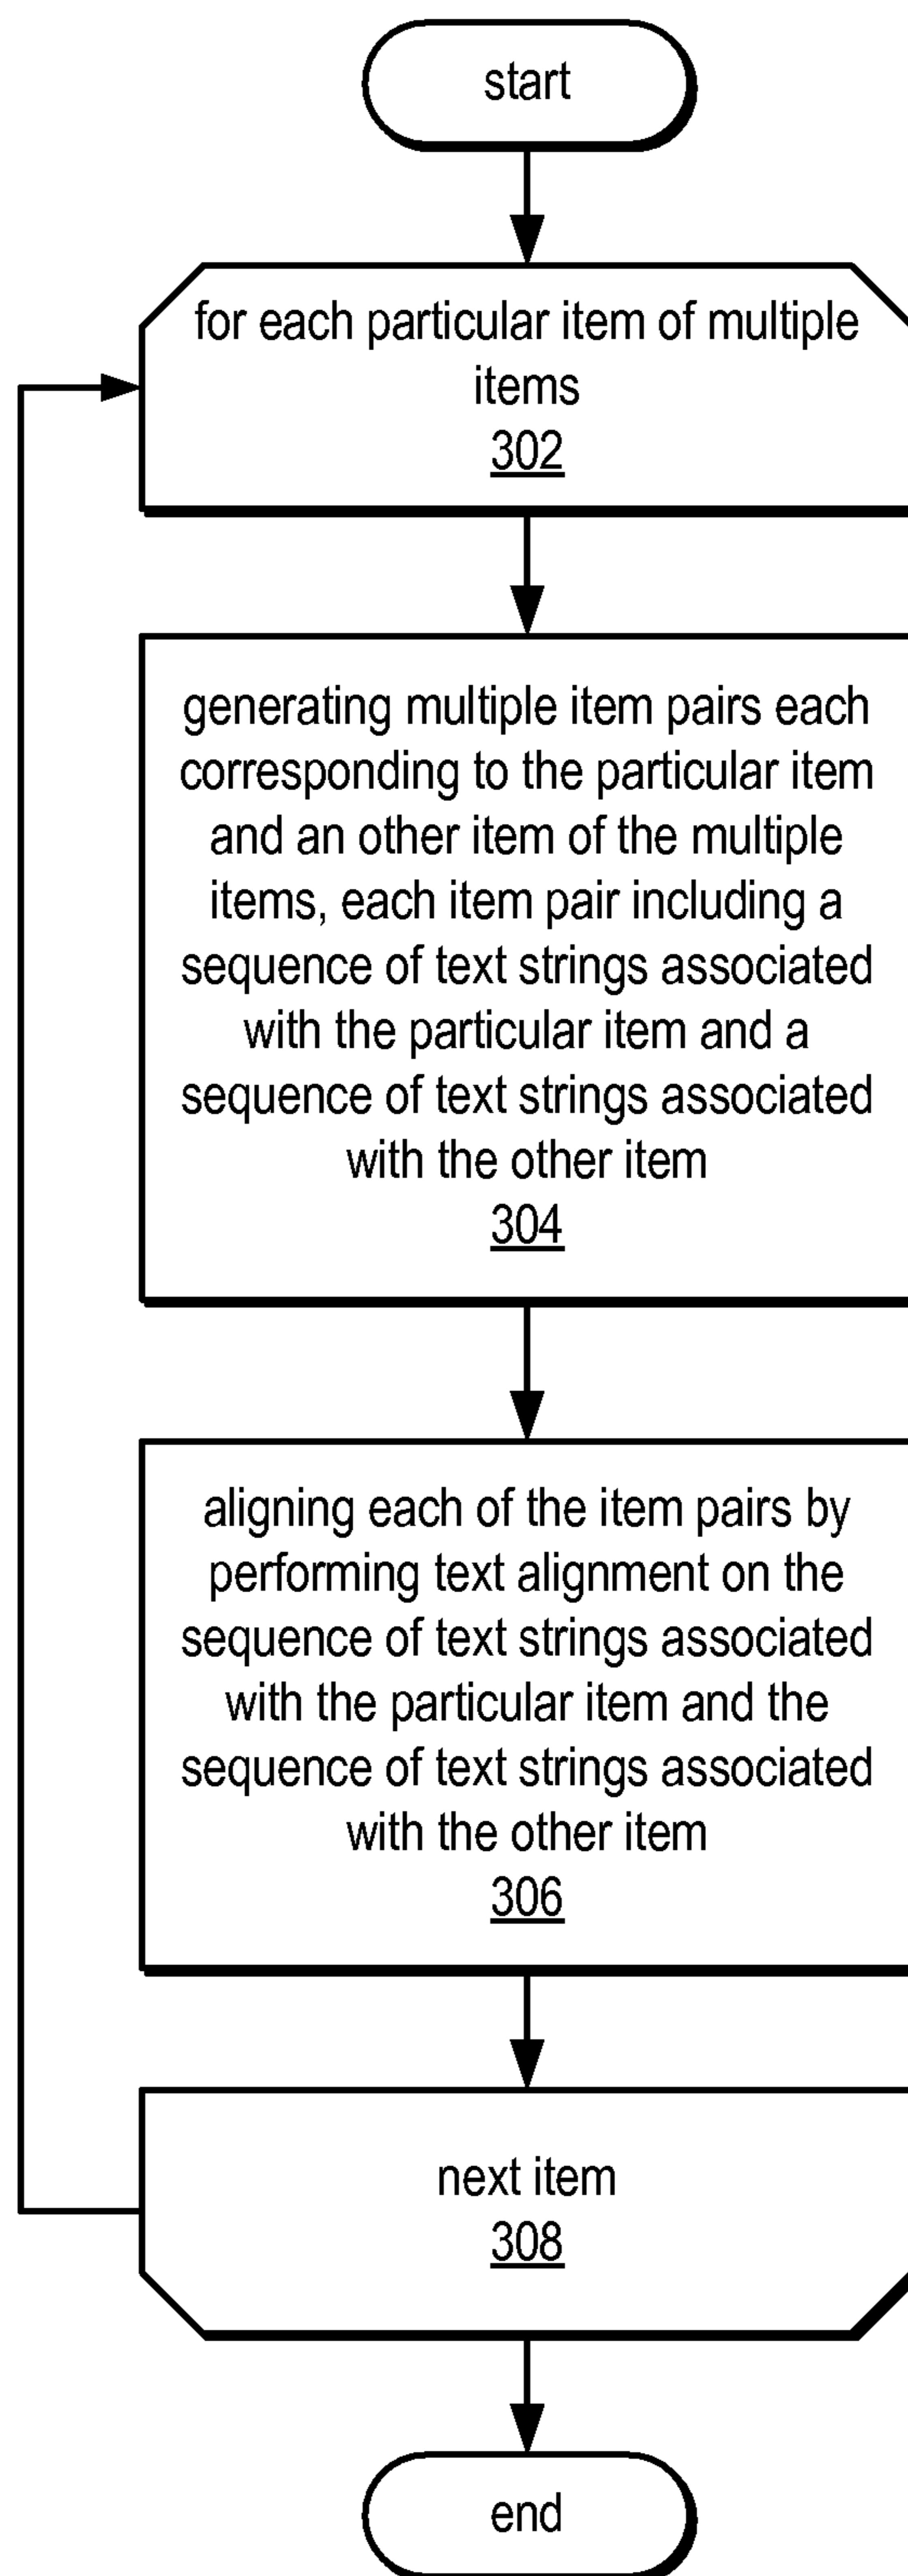 start
for each particular item of multiple
items
302
generating multiple item pairs each
corresponding to the particular item
and an other item of the multiple
items, each item pair including a
sequence of text strings associated
with the particular item and a
sequence of text strings associated
with the other item
304
aligning each of the item pairs by
performing text alignment on the
sequence of text strings associated
with the particular item and the
sequence of text strings associated
with the other item
306
next item
308
end